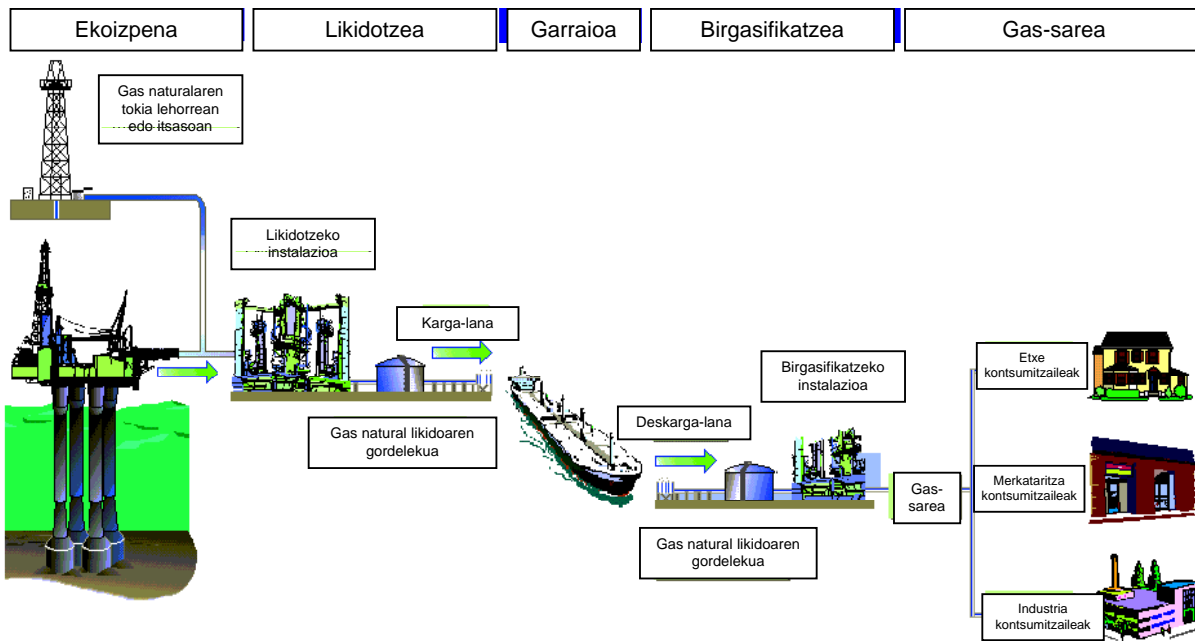 Ekoizpena
Likidotzea
Garraioa
Birgasifikatzea
Gas-sarea
Gas naturalaren
tokia lehorrean
edo itsasoan
Likidotzeko
instalazioa
Karga-lana
Gas natural likidoaren
gordelekua
Deskarga-lana
Birgasifikatzeko
instalazioa
Gas natural likidoaren
gordelekua
Gas-
sarea
Etxe
kontsumitzaileak
Merkataritza
kontsumitzaileak
Industria
kontsumitzaileak